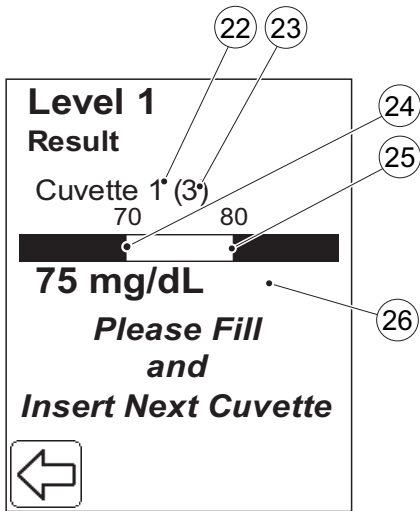 22 23
Level 1
24
Result
25
Cuvette 1 (3)
70 80
75 mg/dL
26
Please Fill
and
Insert Next Cuvette